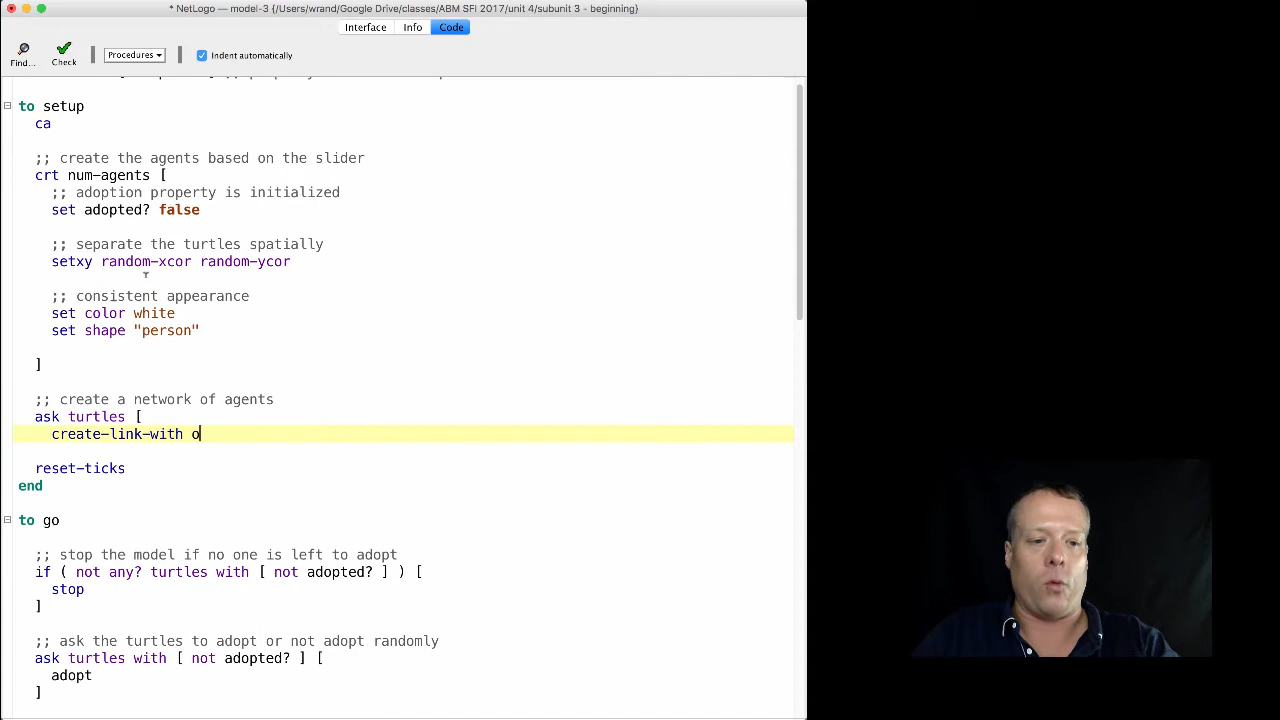 * NetLogo — model-3 {/Users/wrand/Google Drive/classes/ABM SFI 2017/unit 4/subunit 3 - beginning}
Interface Info Code
Find... Check Procedures Indent automatically
to setup
ca
;; create the agents based on the slider
crt num-agents [
;; adoption property is initialized
set adopted? false
;; separate the turtles spatially
setxy random-xcor random-ycor
;; consistent appearance
set color white
set shape "person"
]
;; create a network of agents
ask turtles [
create-link-with o
reset-ticks
end
to go
;; stop the model if no one is left to adopt
if ( not any? turtles with [ not adopted? ] ) [
stop
]
;; ask the turtles to adopt or not adopt randomly
ask turtles with [ not adopted? ] [
adopt
]